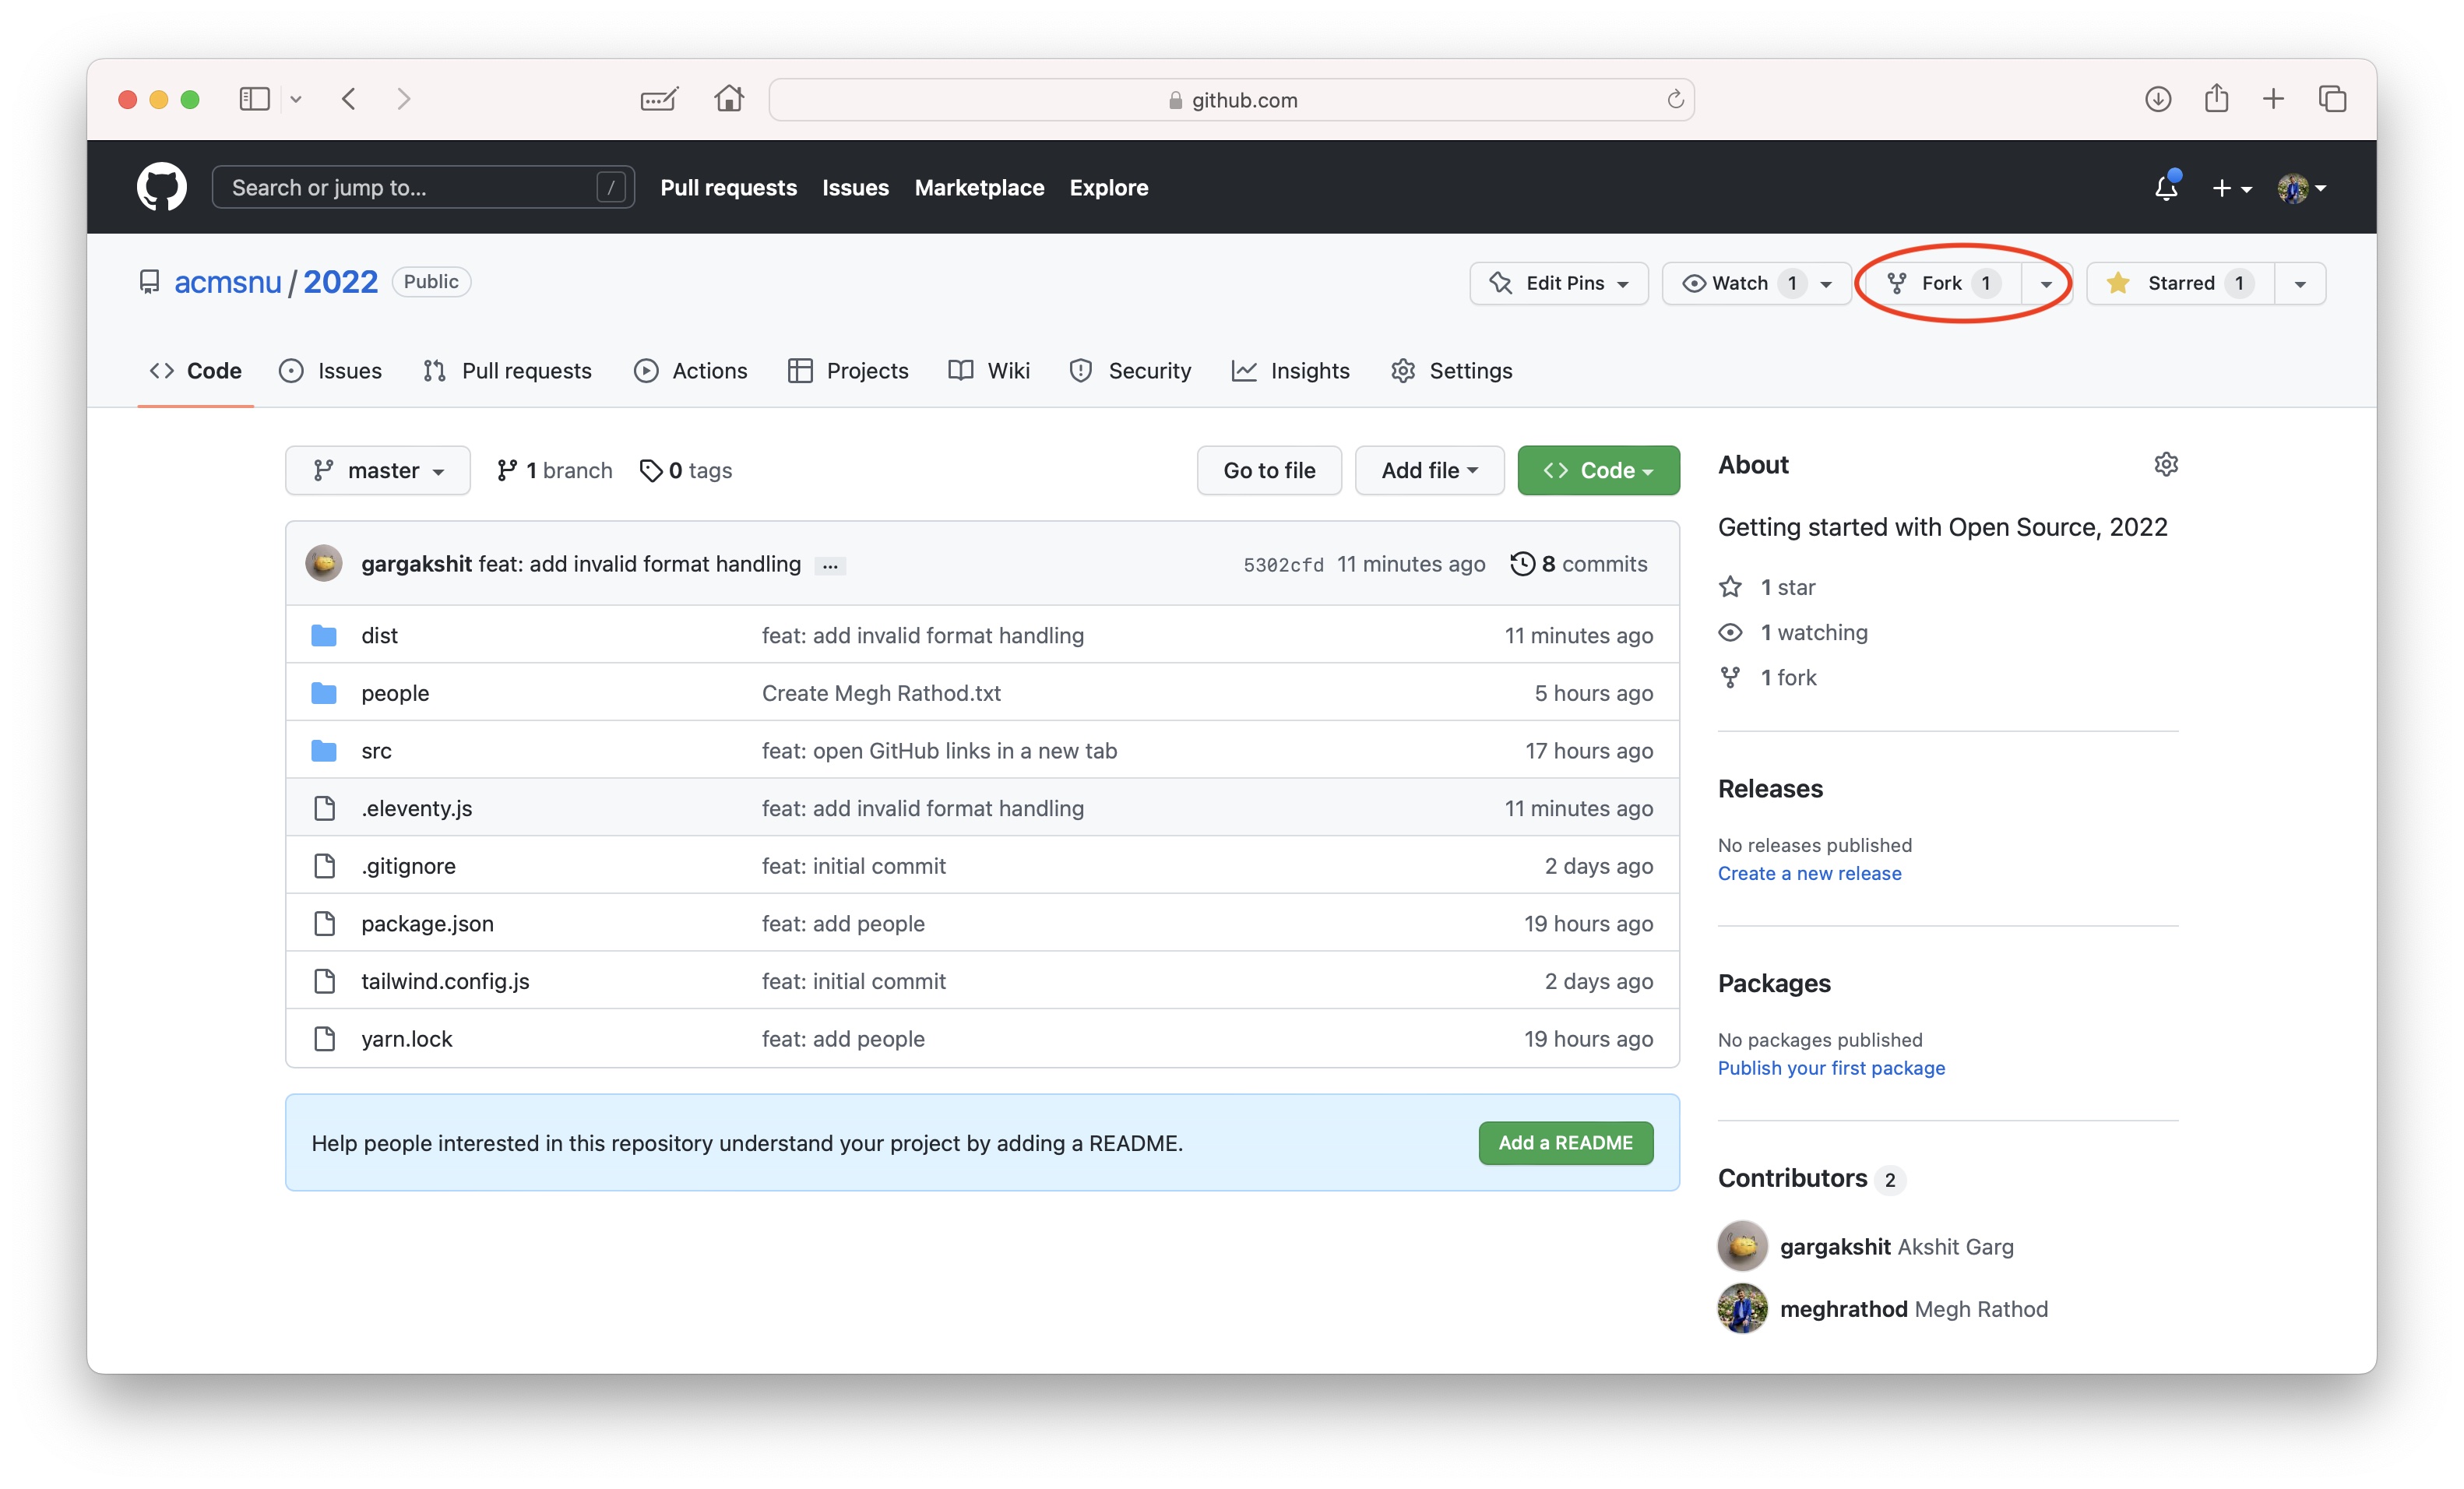 github.com
Search or jump to... /
Pull requests Issues Marketplace Explore
acmsnu / 2022 Public
Edit Pins Watch 1 Fork 1 Starred 1
Code Issues Pull requests Actions Projects Wiki Security Insights Settings
master 1 branch 0 tags Go to file Add file Code
gargakshit feat: add invalid format handling ... 5302cfd 11 minutes ago 8 commits
dist feat: add invalid format handling 11 minutes ago
people Create Megh Rathod.txt 5 hours ago
src feat: open GitHub links in a new tab 17 hours ago
.eleventy.js feat: add invalid format handling 11 minutes ago
.gitignore feat: initial commit 2 days ago
package.json feat: add people 19 hours ago
tailwind.config.js feat: initial commit 2 days ago
yarn.lock feat: add people 19 hours ago
Help people interested in this repository understand your project by adding a README. Add a README
About
Getting started with Open Source, 2022
1 star
1 watching
1 fork
Releases
No releases published
Create a new release
Packages
No packages published
Publish your first package
Contributors 2
gargakshit Akshit Garg
meghrathod Megh Rathod